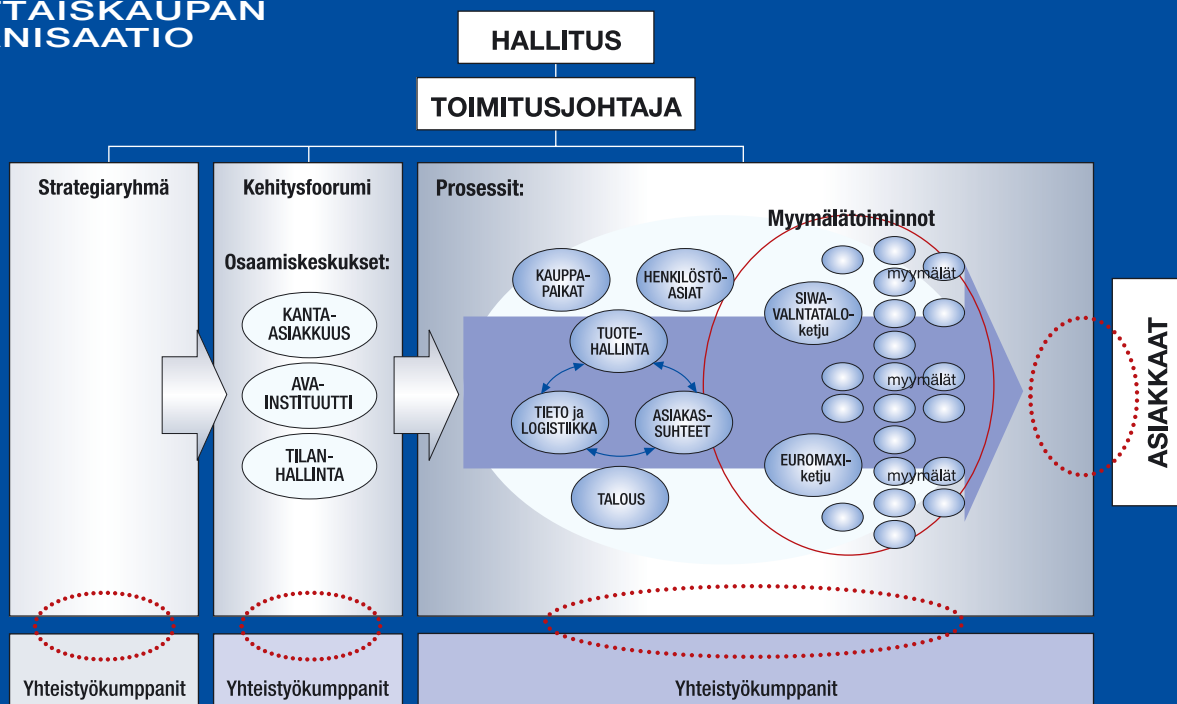 TTAISKAUPAN
NISAATIO
HALLITUS
TOIMITUSJOHTAJA
Strategiaryhmä
Kehitysfoorumi
Osaamiskeskukset:
KANTA-
ASIAKKUUS
AVA-
INSTITUUTTI
TILAN-
HALLINTA
Prosessit:
Myymälätoiminnot
KAUPPA-
PAIKAT
HENKILÖSTÖ-
ASIAT
TUOTE-
HALLINTA
TIETO ja
LOGISTIIKKA
ASIAKAS-
SUHTEET
TALOUS
SIWA-
VALNTATALO-
ketju
EUROMAXI-
ketju
myymälät
myymälät
myymälät
ASIAKKAAT
Yhteistyökumppanit
Yhteistyökumppanit
Yhteistyökumppanit